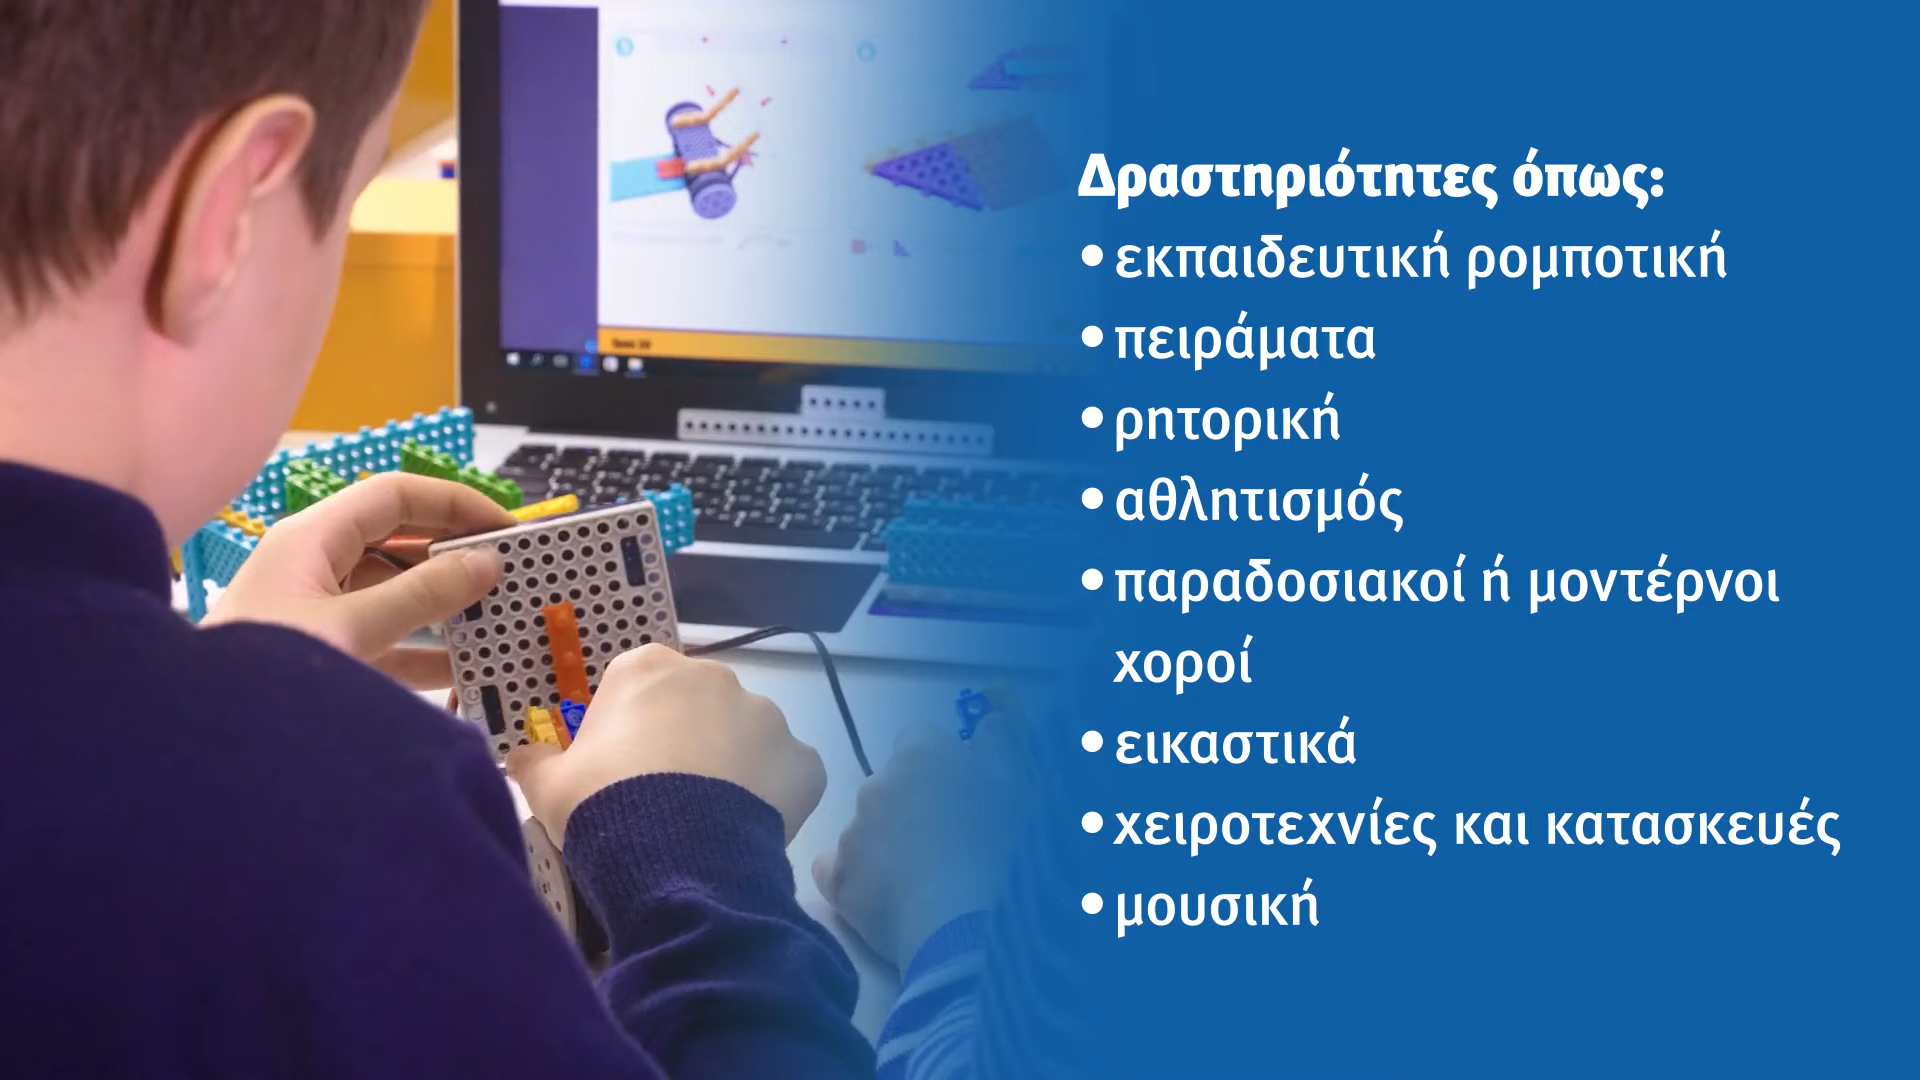 Δραστηριότητες όπως:
• εκπαιδευτική ρομποτική
• πειράματα
• ρητορική
• αθλητισμός
• παραδοσιακοί ή μοντέρνοι
χοροί
• εικαστικά
• χειροτεχνίες και κατασκευές
• μουσική